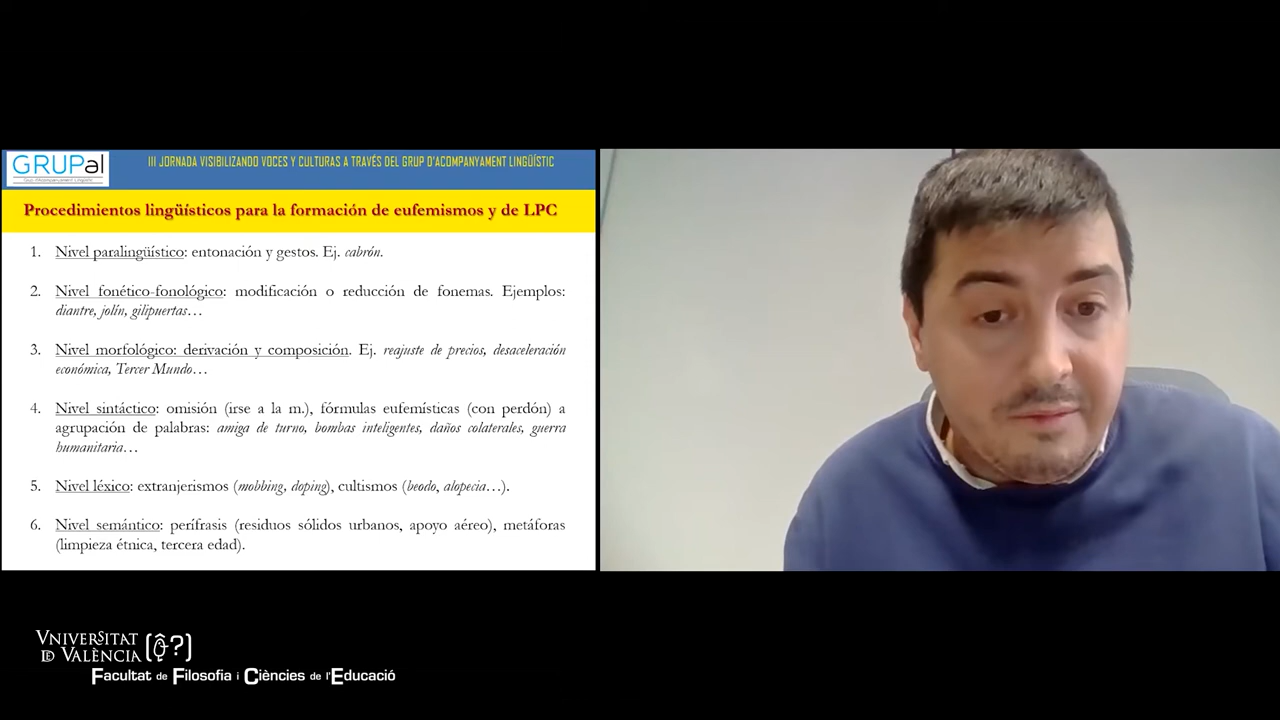 GRUPal
III JORNADA VISIBILIZANDO VOCES Y CULTURAS A TRAVÉS DEL GRUP D'ACOMPANYAMENT LINGÜÍSTIC
Procedimientos lingüísticos para la formación de eufemismos y de LPC
1. Nivel paralingüístico: entonación y gestos. Ej. cabrón.
2. Nivel fonético-fonológico: modificación o reducción de fonemas. Ejemplos:
diantre, jolín, gilipuertas…
3. Nivel morfológico: derivación y composición. Ej. reajuste de precios, desaceleración
económica, Tercer Mundo…
4. Nivel sintáctico: omisión (irse a la m.), fórmulas eufemísticas (con perdón) a
agrupación de palabras: amiga de turno, bombas inteligentes, daños colaterales, guerra
humanitaria…
5. Nivel léxico: extranjerismos (mobbing, doping), cultismos (beodo, alopecia…).
6. Nivel semántico: perífrasis (residuos sólidos urbanos, apoyo aéreo), metáforas
(limpieza étnica, tercera edad).
VNIVERSITAT
DE VALÈNCIA
Facultat de Filosofia i Ciències de l'Educació